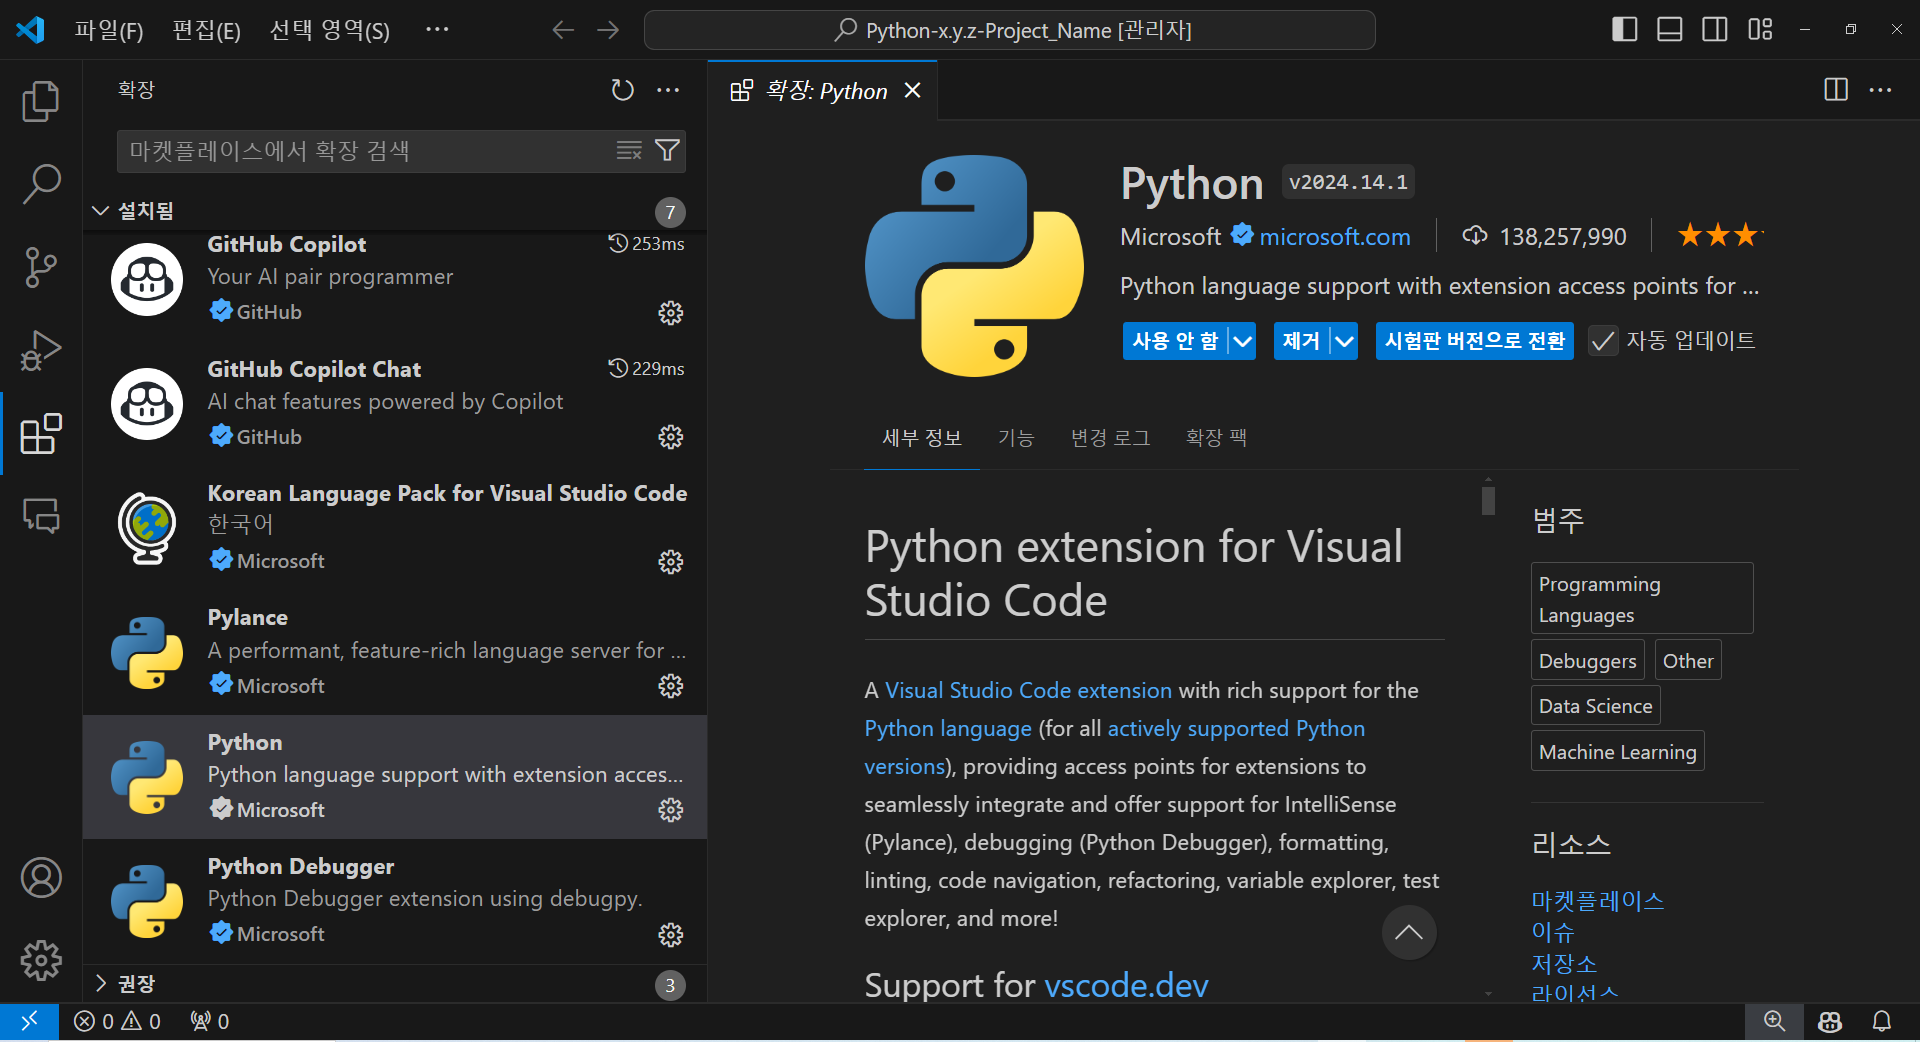 파일(F) 편집(E) 선택 영역(S) ··· Python-x.y.z-Project_Name [관리자]
확장
마켓플레이스에서 확장 검색
설치됨 7
GitHub Copilot 253ms
Your AI pair programmer
GitHub
GitHub Copilot Chat 229ms
AI chat features powered by Copilot
GitHub
Korean Language Pack for Visual Studio Code
한국어
Microsoft
Pylance
A performant, feature-rich language server for ...
Microsoft
Python
Python language support with extension acces...
Microsoft
Python Debugger
Python Debugger extension using debugpy.
Microsoft
권장 3
확장: Python
Python v2024.14.1
Microsoft microsoft.com 138,257,990
Python language support with extension access points for ...
사용 안 함 제거 시험판 버전으로 전환 자동 업데이트
세부 정보 기능 변경 로그 확장 팩
Python extension for Visual
Studio Code
A Visual Studio Code extension with rich support for the
Python language (for all actively supported Python
versions), providing access points for extensions to
seamlessly integrate and offer support for IntelliSense
(Pylance), debugging (Python Debugger), formatting,
linting, code navigation, refactoring, variable explorer, test
explorer, and more!
Support for vscode.dev
범주
Programming
Languages
Debuggers Other
Data Science
Machine Learning
리소스
마켓플레이스
이슈
저장소
라이선스
0 0 0